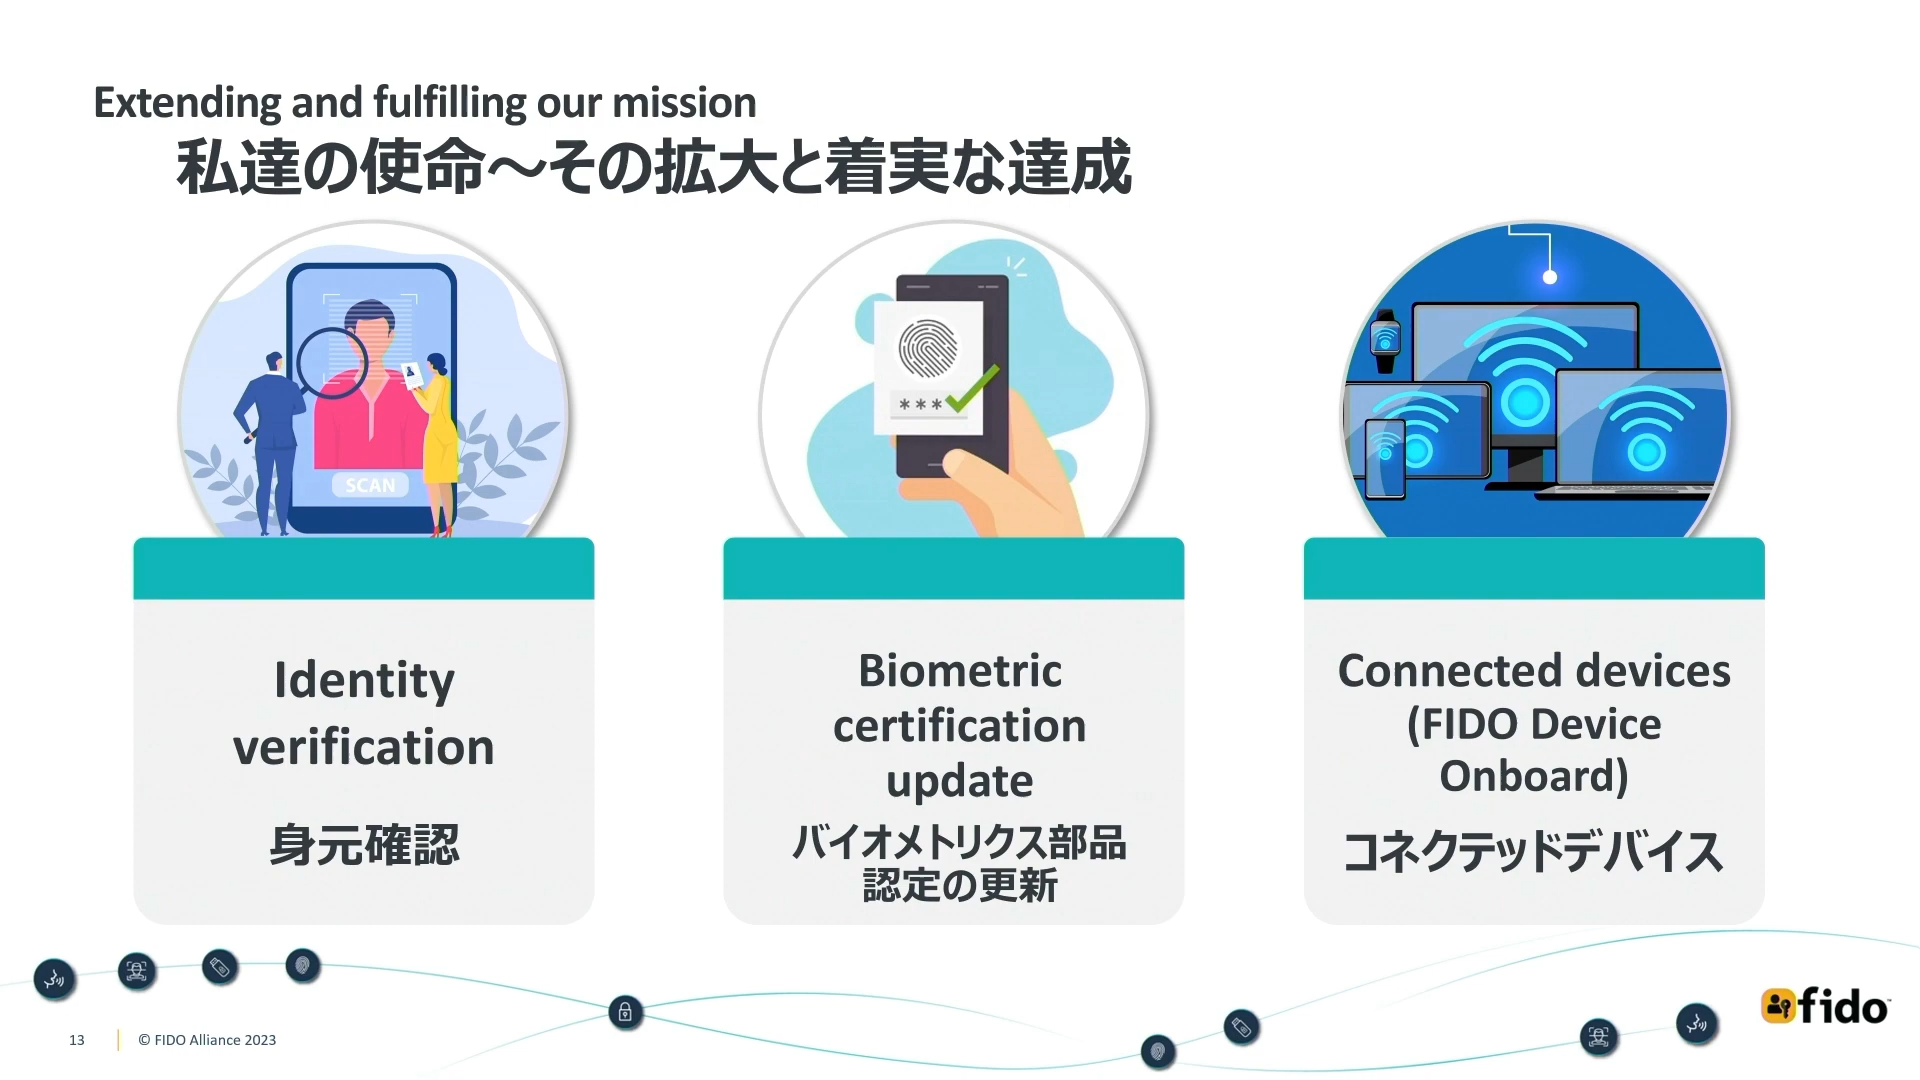 Extending and fulfilling our mission
私達の使命～その拡大と着実な達成
SCAN
***
Identity
verification
身元確認
Biometric
certification
update
バイオメトリクス部品
認定の更新
Connected devices
(FIDO Device
Onboard)
コネクテッドデバイス
13
© FIDO Alliance 2023
fido™